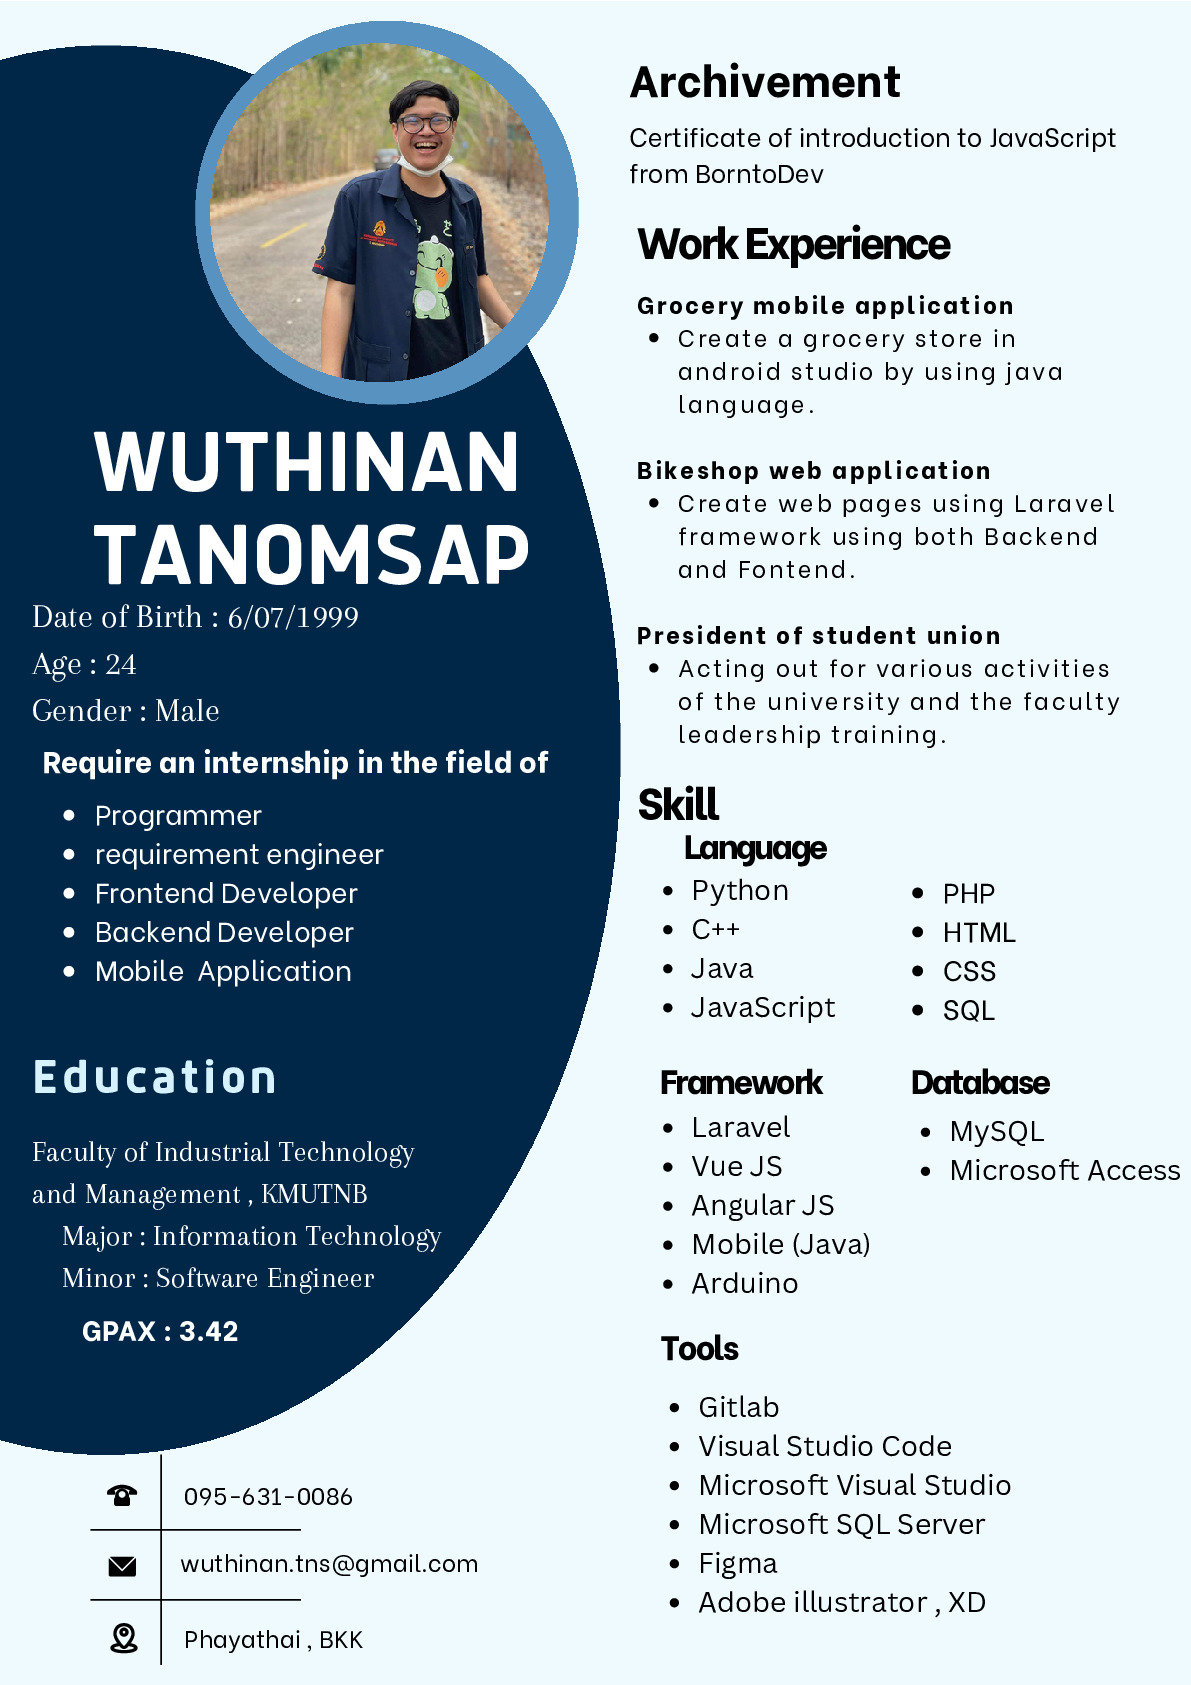 WUTHINAN
TANOMSAP
Date of Birth : 6/07/1999
Age : 24
Gender : Male
Require an internship in the field of
• Programmer
• requirement engineer
• Frontend Developer
• Backend Developer
• Mobile Application
Education
Faculty of Industrial Technology
and Management , KMUTNB
Major : Information Technology
Minor : Software Engineer
GPAX : 3.42
095-631-0086
wuthinan.tns@gmail.com
Phayathai , BKK
Archivement
Certificate of introduction to JavaScript
from BorntoDev
Work Experience
Grocery mobile application
• Create a grocery store in
android studio by using java
language.
Bikeshop web application
• Create web pages using Laravel
framework using both Backend
and Fontend.
President of student union
• Acting out for various activities
of the university and the faculty
leadership training.
Skill
Language
• Python
• C++
• Java
• JavaScript
• PHP
• HTML
• CSS
• SQL
Framework
• Laravel
• Vue JS
• Angular JS
• Mobile (Java)
• Arduino
Database
• MySQL
• Microsoft Access
Tools
• Gitlab
• Visual Studio Code
• Microsoft Visual Studio
• Microsoft SQL Server
• Figma
• Adobe illustrator , XD